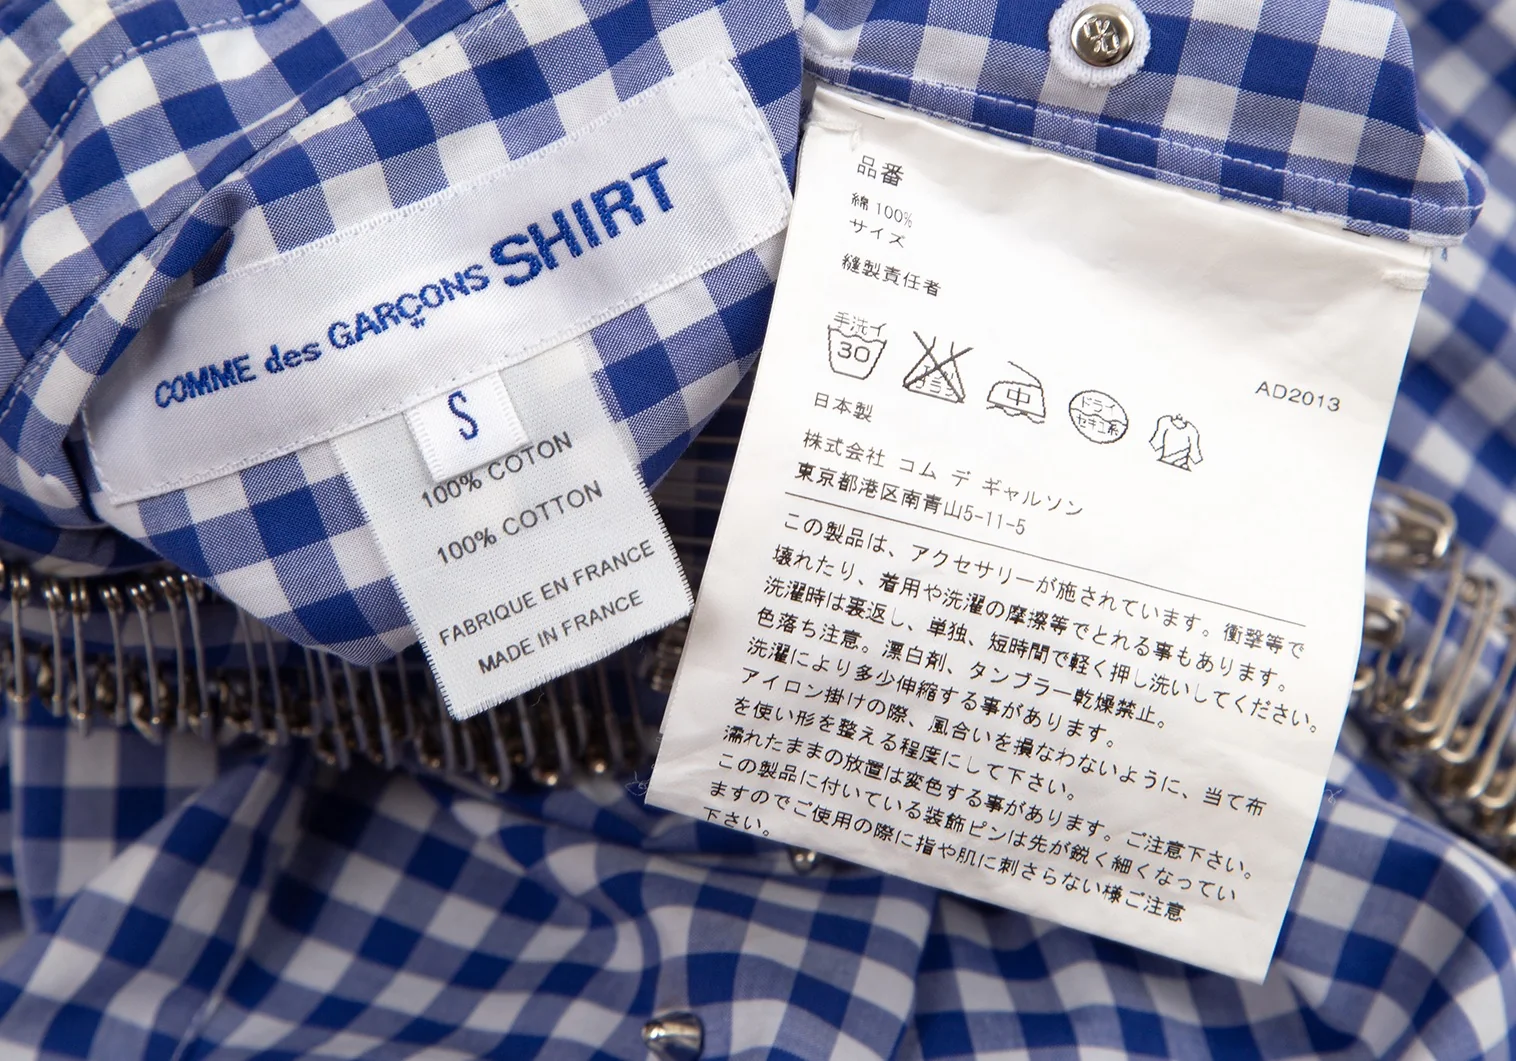 COMME des GARÇONS SHIRT
S
100% COTON
100% COTTON
FABRIQUE EN FRANCE
MADE IN FRANCE
品番
綿 100%
サイズ
縫製責任者
手洗イ
30
エンソ
サラシ
中
ドライ
セキユ系
AD2013
日本製
株式会社 コム デ ギャルソン
東京都港区南青山5-11-5
この製品は、アクセサリーが施されています。衝撃等で
壊れたり、着用や洗濯の摩擦等でとれる事もあります。
洗濯時は裏返し、単独、短時間で軽く押し洗いしてください。
色落ち注意。漂白剤、タンブラー乾燥禁止。
洗濯により多少伸縮する事があります。
アイロン掛けの際、風合いを損なわないように、当て布
を使い形を整える程度にして下さい。
濡れたままの放置は変色する事があります。ご注意下さい。
この製品に付いている装飾ピンは先が鋭く細くなってい
ますのでご使用の際に指や肌に刺さらない様ご注意
下さい。